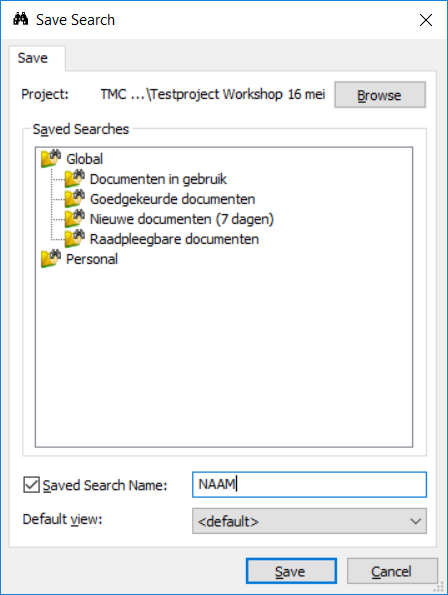 Save Search
Save
Project: TMC ...\Testproject Workshop 16 mei
Browse
Saved Searches
Global
Documenten in gebruik
Goedgekeurde documenten
Nieuwe documenten (7 dagen)
Raadpleegbare documenten
Personal
Saved Search Name: NAAM
Default view: <default>
Save
Cancel